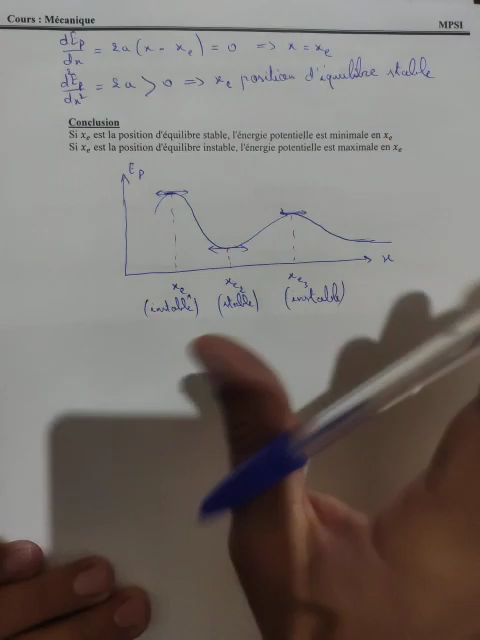 Cours : Mécanique
MPSI
dEp/dx = 2a (x - xe) = 0 => x = xe
d²Ep/dx² = 2a > 0 => xe position d'équilibre stable
Conclusion
Si xe est la position d'équilibre stable, l'énergie potentielle est minimale en xe
Si xe est la position d'équilibre instable, l'énergie potentielle est maximale en xe
Ep
x
xe1 xe2 xe3
(instable) (stable) (instable)